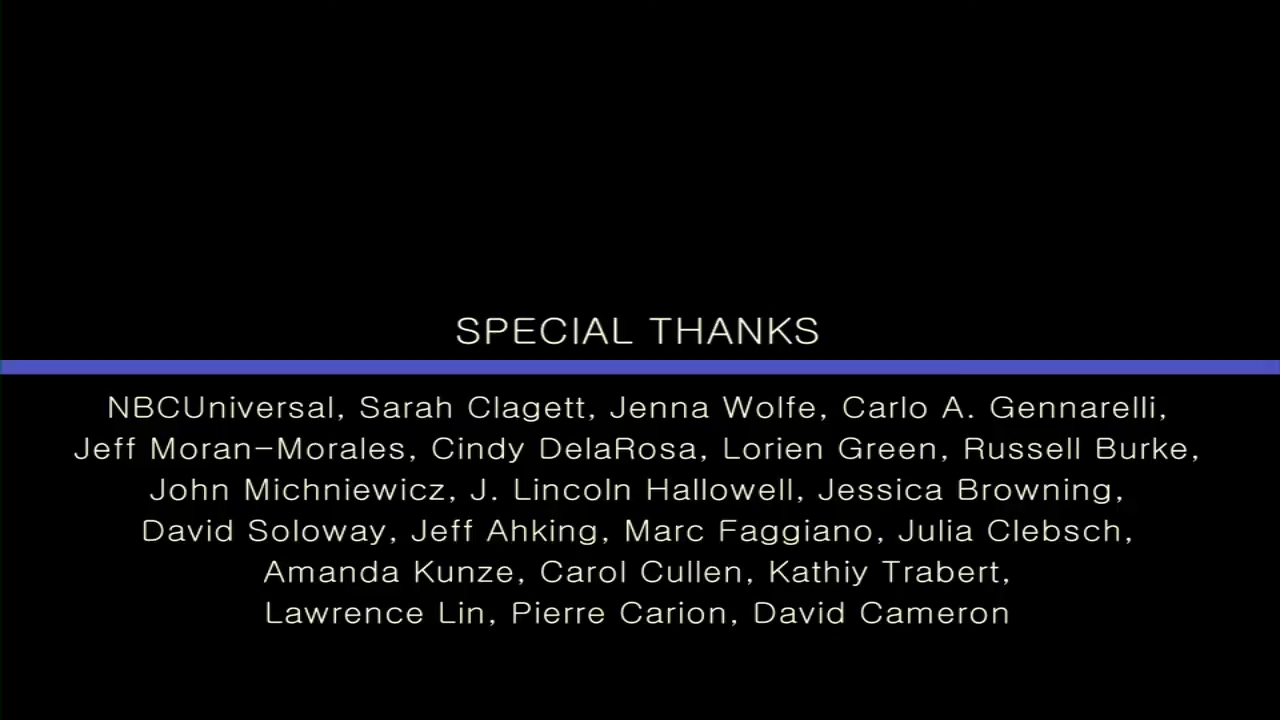 SPECIAL THANKS
NBCUniversal, Sarah Clagett, Jenna Wolfe, Carlo A. Gennarelli,
Jeff Moran-Morales, Cindy DelaRosa, Lorien Green, Russell Burke,
John Michniewicz, J. Lincoln Hallowell, Jessica Browning,
David Soloway, Jeff Ahking, Marc Faggiano, Julia Clebsch,
Amanda Kunze, Carol Cullen, Kathiy Trabert,
Lawrence Lin, Pierre Carion, David Cameron